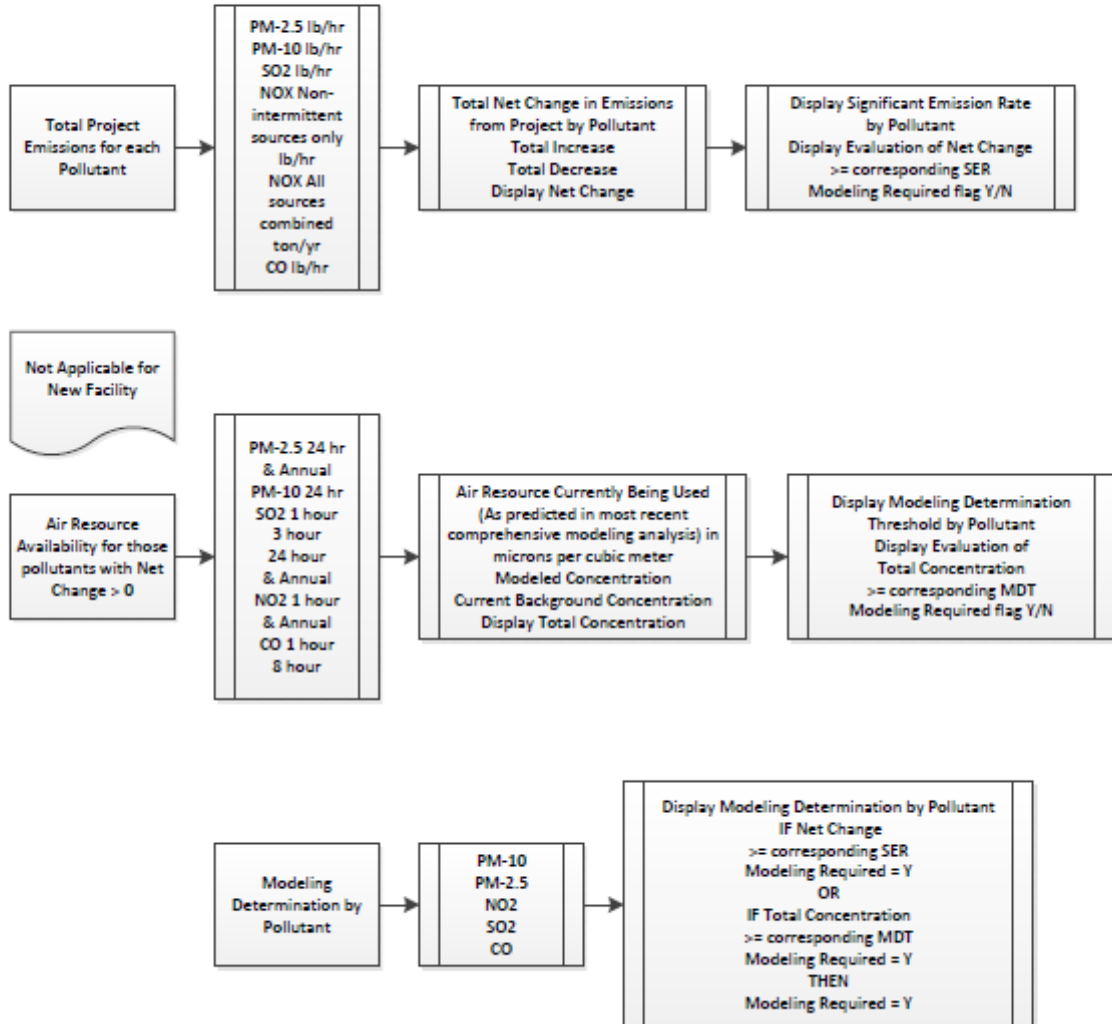 Total Project
Emissions for each
Pollutant
PM-2.5 lb/hr
PM-10 lb/hr
SO2 lb/hr
NOX Non-
intermittent
sources only
lb/hr
NOX All
sources
combined
ton/yr
CO lb/hr
Total Net Change in Emissions
from Project by Pollutant
Total Increase
Total Decrease
Display Net Change
Display Significant Emission Rate
by Pollutant
Display Evaluation of Net Change
>= corresponding SER
Modeling Required flag Y/N
Not Applicable for
New Facility
Air Resource
Availability for those
pollutants with Net
Change > 0
PM-2.5 24 hr
& Annual
PM-10 24 hr
SO2 1 hour
3 hour
24 hour
& Annual
NO2 1 hour
& Annual
CO 1 hour
8 hour
Air Resource Currently Being Used
(As predicted in most recent
comprehensive modeling analysis) in
microns per cubic meter
Modeled Concentration
Current Background Concentration
Display Total Concentration
Display Modeling Determination
Threshold by Pollutant
Display Evaluation of
Total Concentration
>= corresponding MDT
Modeling Required flag Y/N
Modeling
Determination by
Pollutant
PM-10
PM-2.5
NO2
SO2
CO
Display Modeling Determination by Pollutant
IF Net Change
>= corresponding SER
Modeling Required = Y
OR
IF Total Concentration
>= corresponding MDT
Modeling Required = Y
THEN
Modeling Required = Y